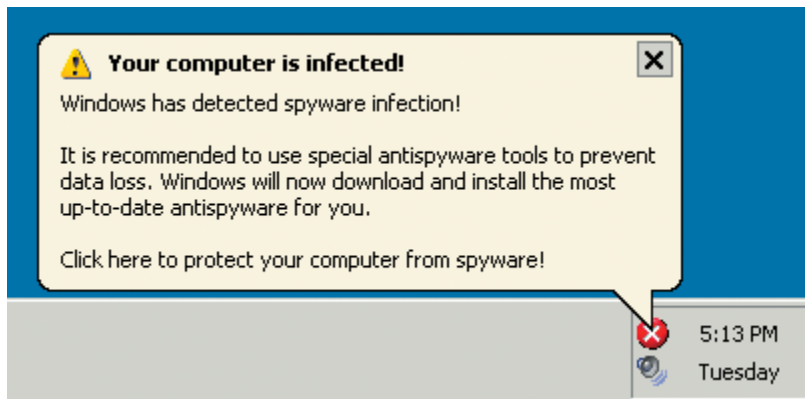 Your computer is infected!
Windows has detected spyware infection!
It is recommended to use special antispyware tools to prevent
data loss. Windows will now download and install the most
up-to-date antispyware for you.
Click here to protect your computer from spyware!
5:13 PM
Tuesday